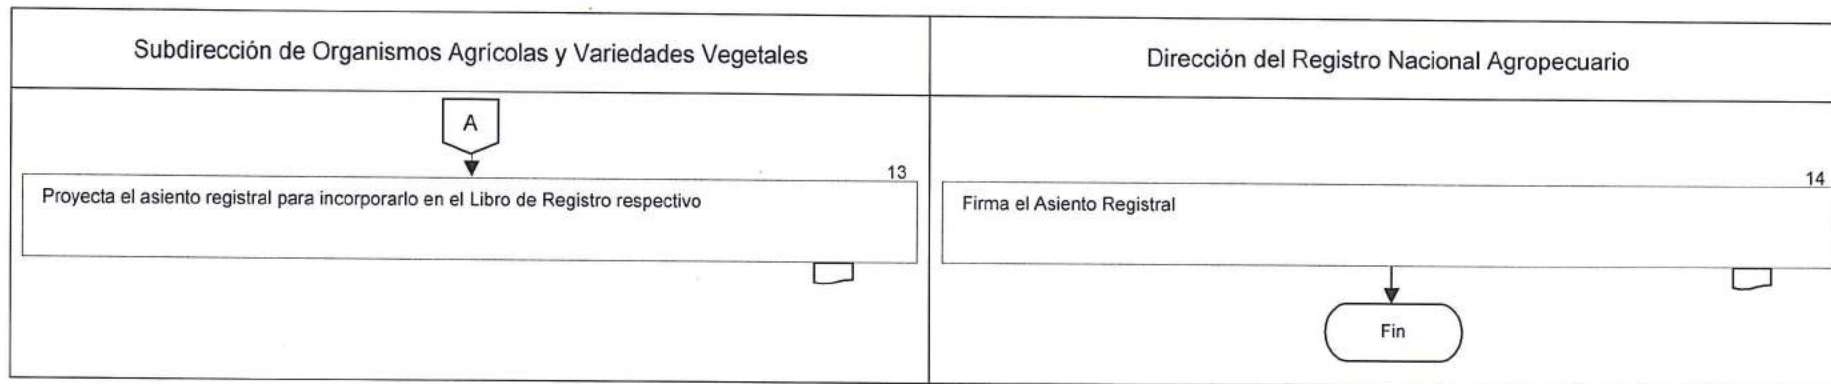 Subdirección de Organismos Agrícolas y Variedades Vegetales
Dirección del Registro Nacional Agropecuario
A
13
Proyecta el asiento registral para incorporarlo en el Libro de Registro respectivo
14
Firma el Asiento Registral
Fin